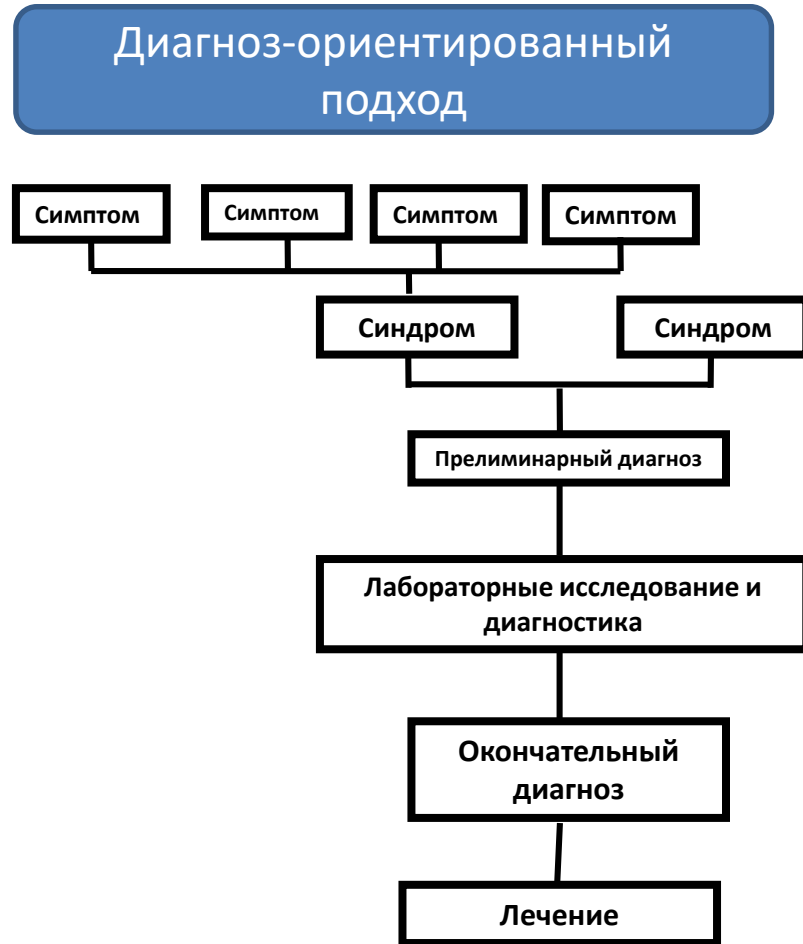 Диагноз-ориентированный
подход
Симптом
Симптом
Симптом
Симптом
Синдром
Синдром
Прелиминарный диагноз
Лабораторные исследование и
диагностика
Окончательный
диагноз
Лечение